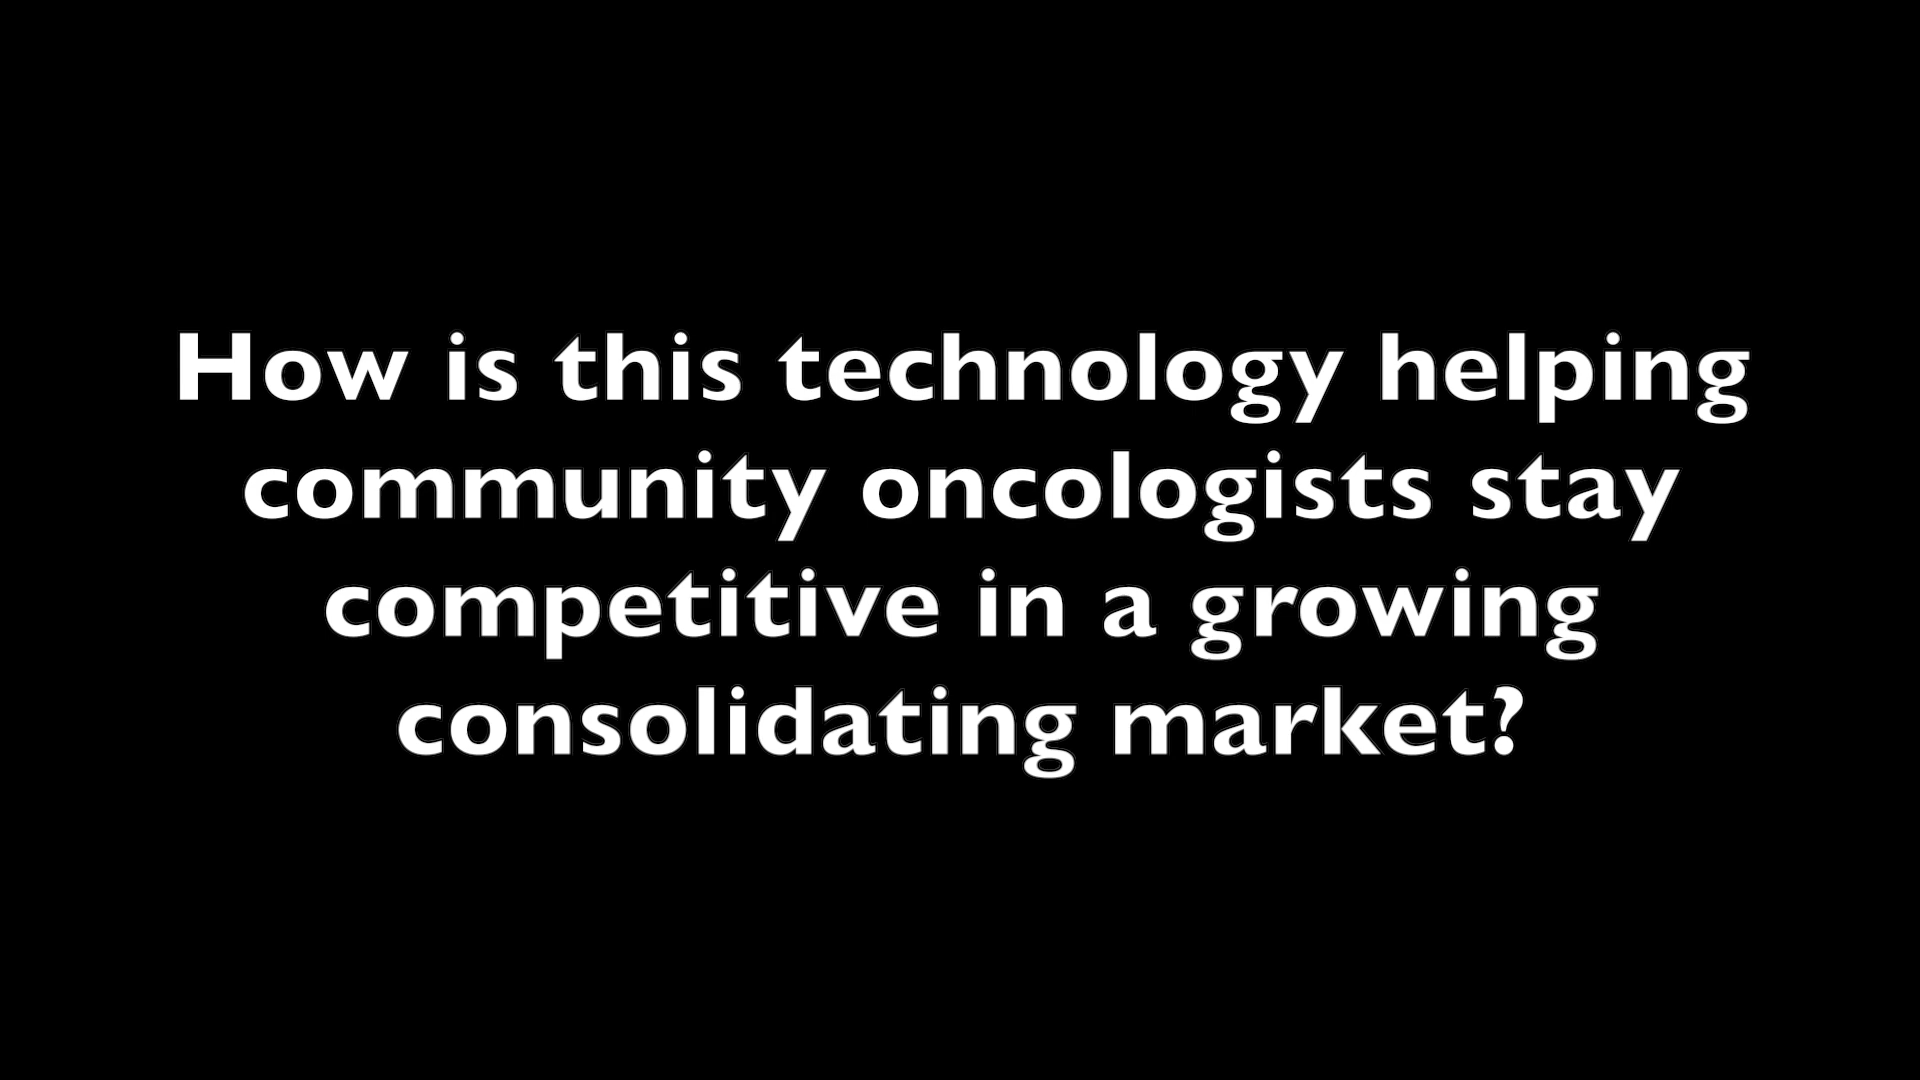 How is this technology helping
community oncologists stay
competitive in a growing
consolidating market?